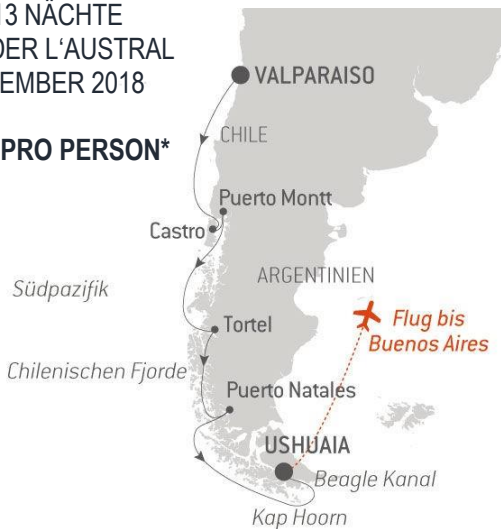 13 NÄCHTE
DER L‘AUSTRAL
EMBER 2018
PRO PERSON*
VALPARAISO
CHILE
Puerto Montt
Castro
ARGENTINIEN
Südpazifik
Flug bis
Buenos Aires
Tortel
Chilenischen Fjorde
Puerto Natales
USHUAIA
Beagle Kanal
Kap Hoorn